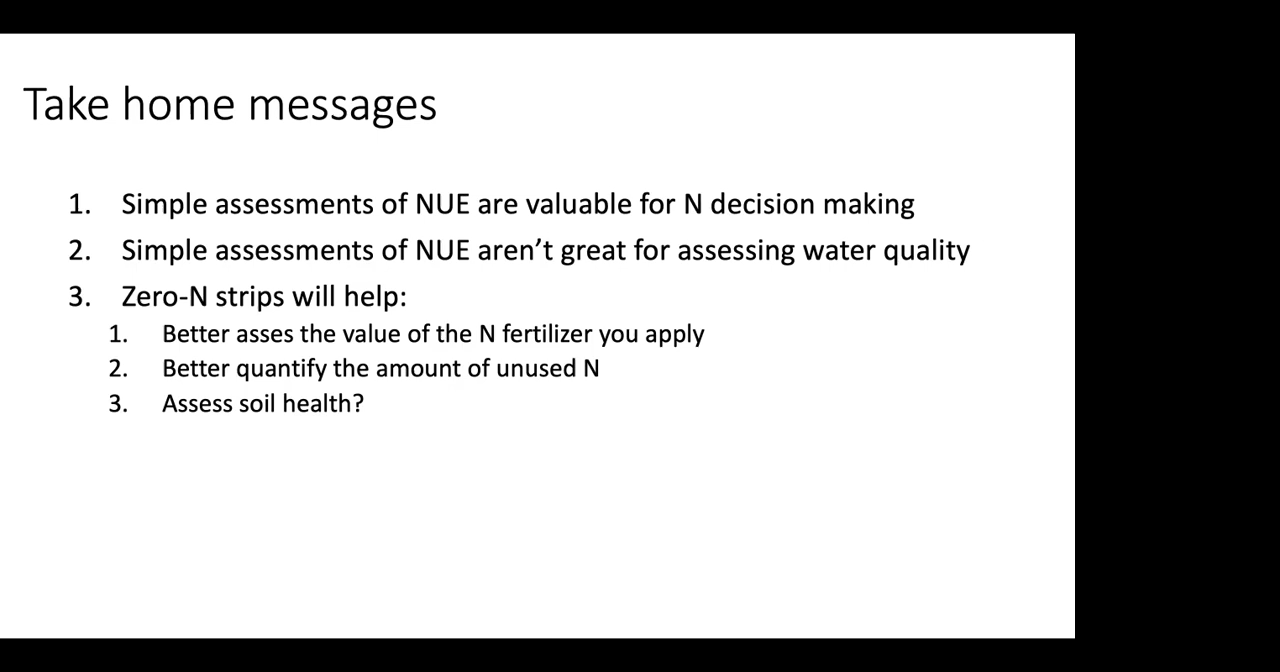 Take home messages
1. Simple assessments of NUE are valuable for N decision making
2. Simple assessments of NUE aren’t great for assessing water quality
3. Zero-N strips will help:
1. Better asses the value of the N fertilizer you apply
2. Better quantify the amount of unused N
3. Assess soil health?